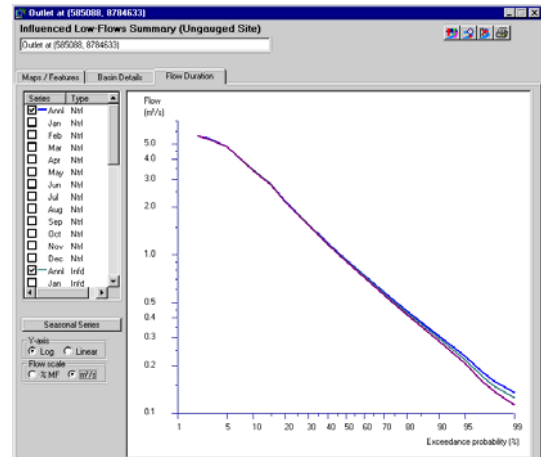 Outlet at (585088, 8784633)
Influenced Low-Flows Summary (Ungauged Site)
Outlet at (585088, 8784633)
Maps / Features Basin Details Flow Duration
Series Type
Annl Ntrl
Jan Ntrl
Feb Ntrl
Mar Ntrl
Apr Ntrl
May Ntrl
Jun Ntrl
Jul Ntrl
Aug Ntrl
Sep Ntrl
Oct Ntrl
Nov Ntrl
Dec Ntrl
Annl Infd
Jan Infd
Seasonal Series
Y-axis
Log Linear
Flow scale
% MF m³/s
Flow
(m³/s)
5.0
4.0
3.0
2.0
1.0
0.5
0.4
0.3
0.2
0.1
1 5 10 20 30 40 50 60 70 80 90 95 99
Exceedance probability (%)